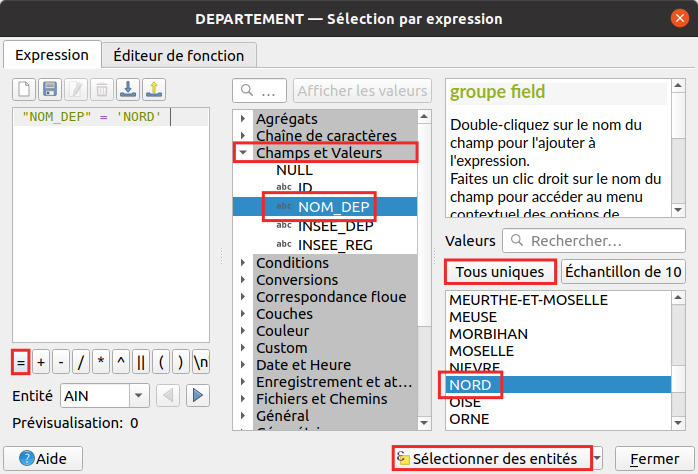 DEPARTEMENT — Sélection par expression
Expression
Éditeur de fonction
"NOM_DEP" = 'NORD'
= + - / * ^ || ( ) \n
Entité AIN
Prévisualisation: 0
...
Afficher les valeurs
Agrégats
Chaîne de caractères
Champs et Valeurs
NULL
abc ID
abc NOM_DEP
abc INSEE_DEP
abc INSEE_REG
Conditions
Conversions
Correspondance floue
Couches
Couleur
Custom
Date et Heure
Enregistrement et at...
Fichiers et Chemins
Général
groupe field
Double-cliquez sur le nom du
champ pour l'ajouter à
l'expression.
Faites un clic droit sur le nom du
champ pour accéder au menu
contextuel des options de
Valeurs Rechercher...
Tous uniques Échantillon de 10
MEURTHE-ET-MOSELLE
MEUSE
MORBIHAN
MOSELLE
NIEVRE
NORD
OISE
ORNE
Aide
Sélectionner des entités
Fermer